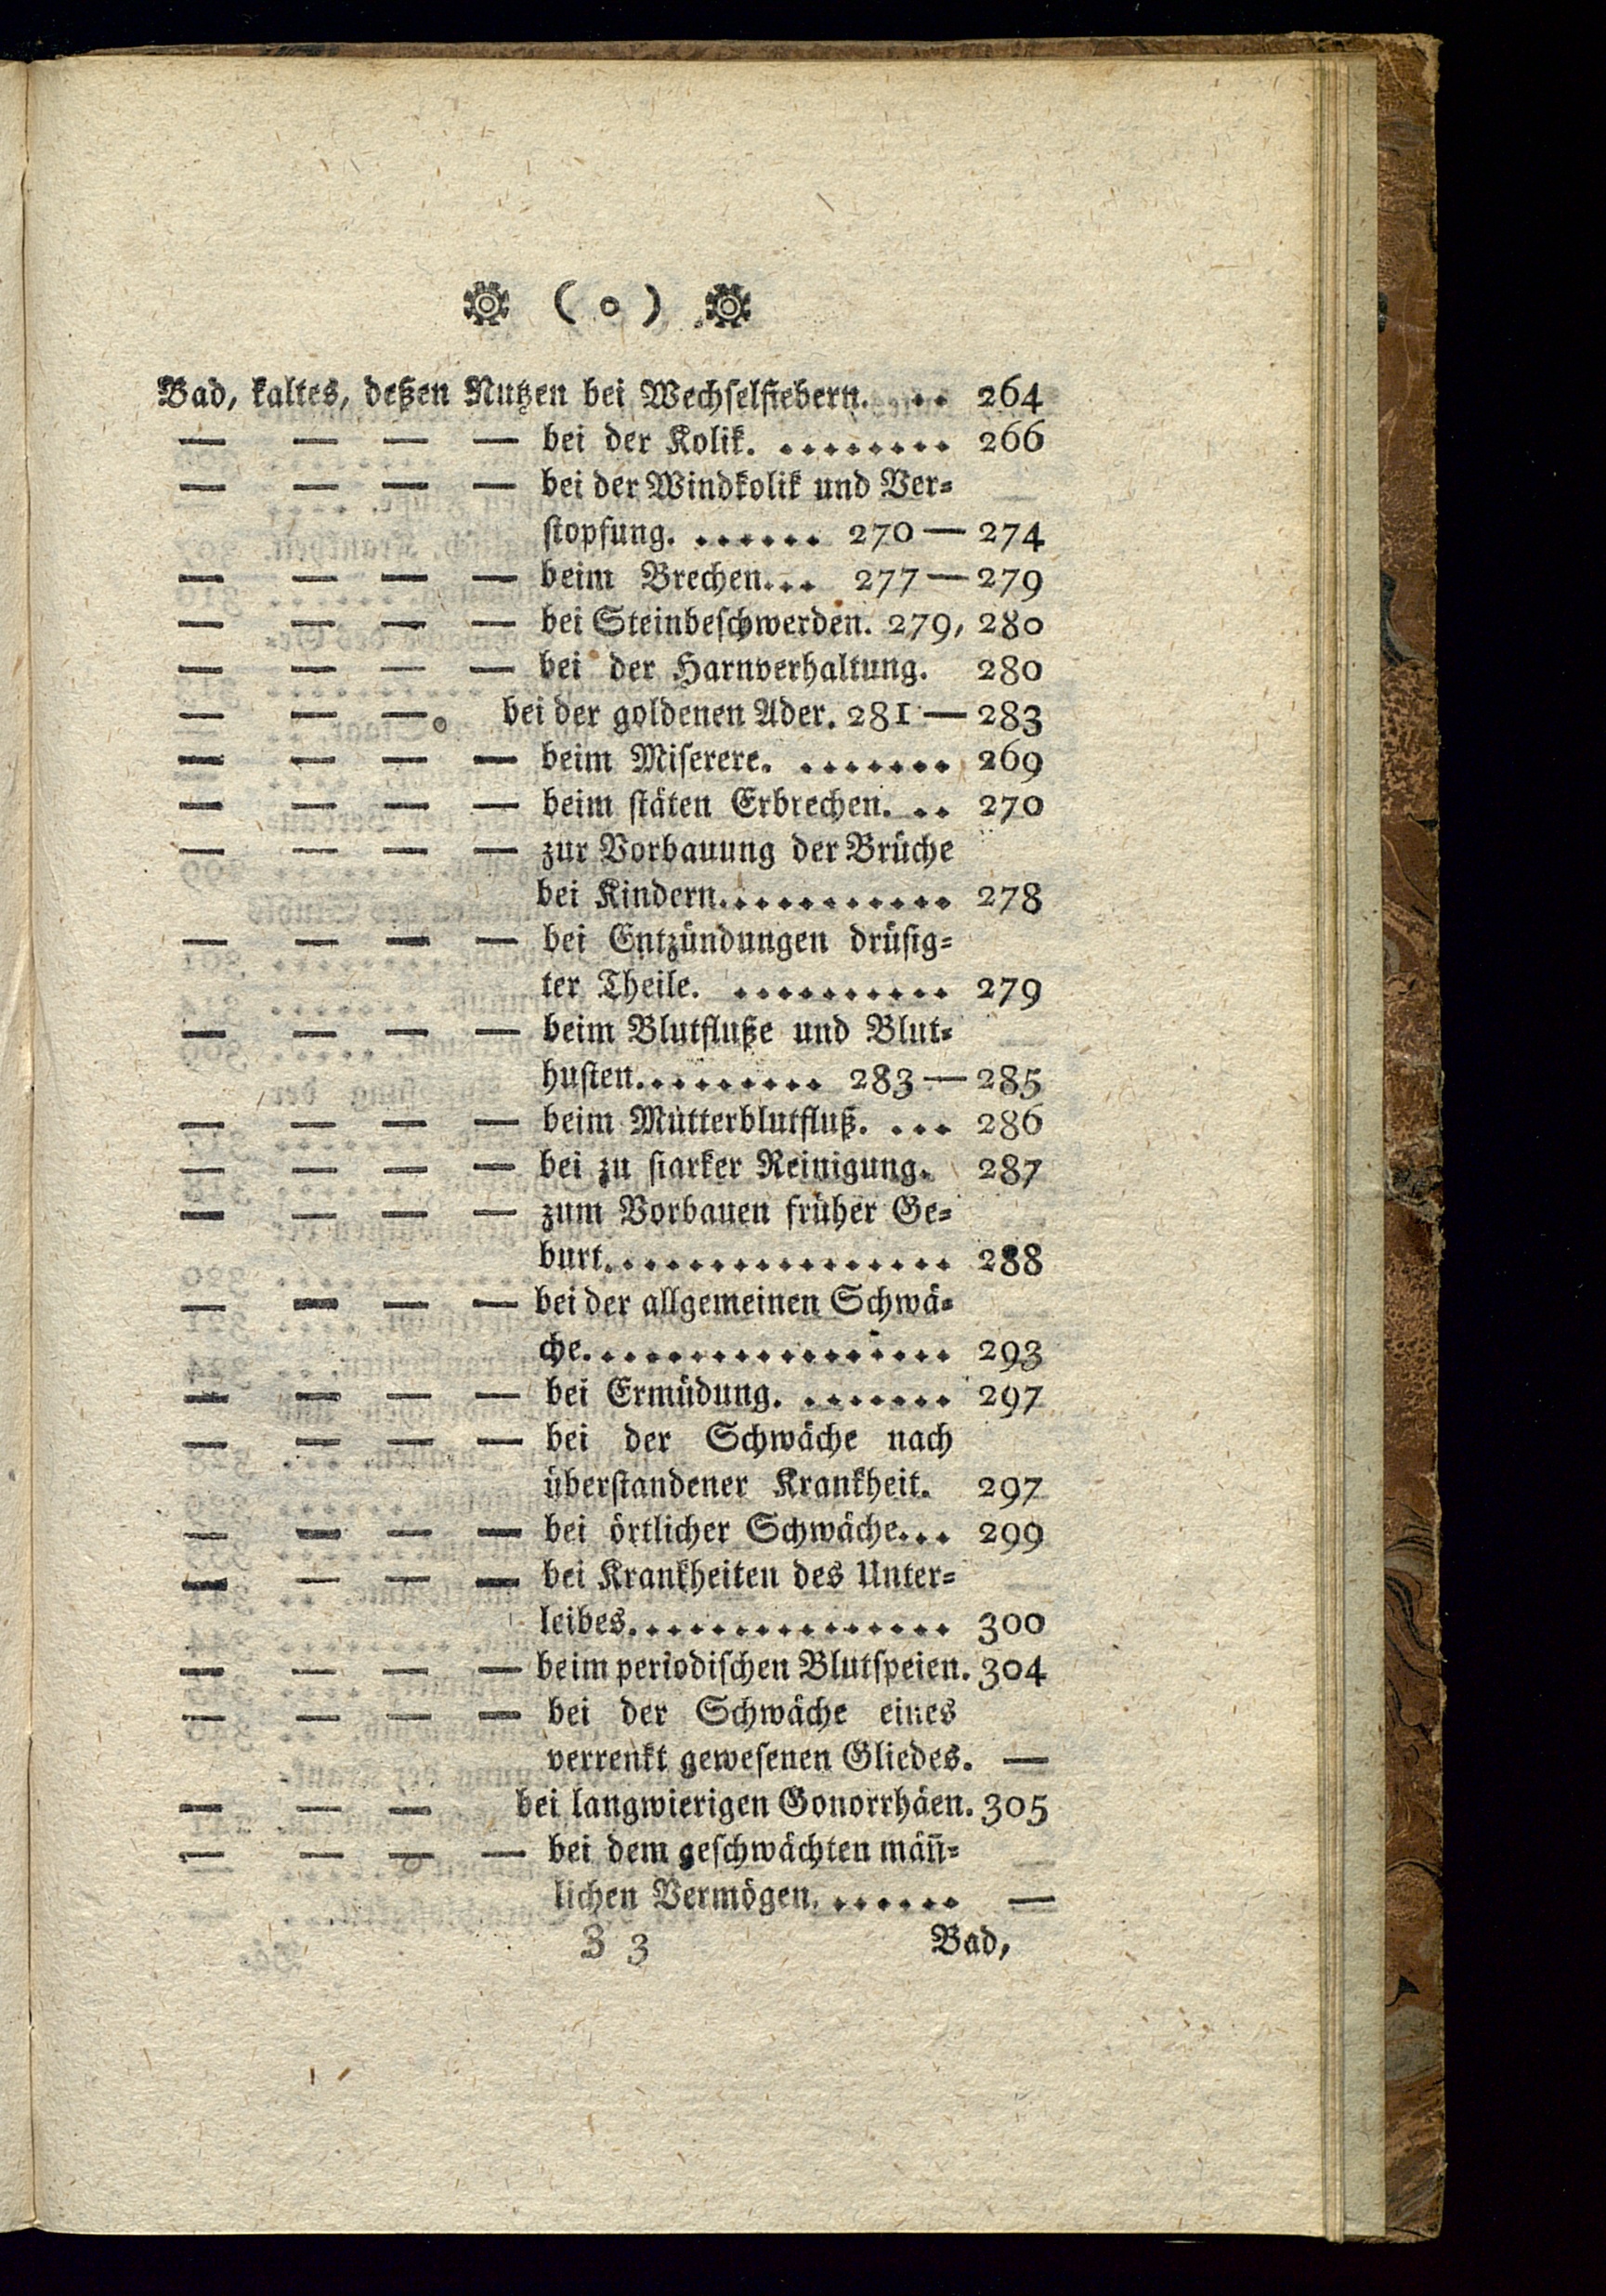 ( o )
Bad, kaltes, deßen Nutzen bei Wechselfiebern. .. 264
— — — — bei der Kolik. ........ 266
— — — — bei der Windkolik und Ver=
stopfung. ...... 270 — 274
— — — — beim Brechen... 277 — 279
— — — — bei Steinbeschwerden. 279, 280
— — — — bei der Harnverhaltung. 280
— — — bei der goldenen Ader. 281 — 283
— — — — beim Miserere. ....... 269
— — — — beim stäten Erbrechen. .. 270
— — — — zur Vorbauung der Brüche
bei Kindern............ 278
— — — — bei Entzündungen drüsig=
ter Theile. .......... 279
— — — — beim Blutfluße und Blut=
husten.......... 283 — 285
— — — — beim Mutterblutfluß. ... 286
— — — — bei zu starker Reinigung. 287
— — — — zum Vorbauen früher Ge=
burt................. 288
— — — — bei der allgemeinen Schwä=
che.................. 293
— — — — bei Ermüdung. ....... 297
— — — — bei der Schwäche nach
überstandener Krankheit. 297
— — — — bei örtlicher Schwäche... 299
— — — — bei Krankheiten des Unter=
leibes................ 300
— — — — beim periodischen Blutspeien. 304
— — — — bei der Schwäche eines
verrenkt gewesenen Gliedes. —
— — — bei langwierigen Gonorrhäen. 305
— — — — bei dem geschwächten mäñ=
lichen Vermögen. ...... —
Z 3 Bad,